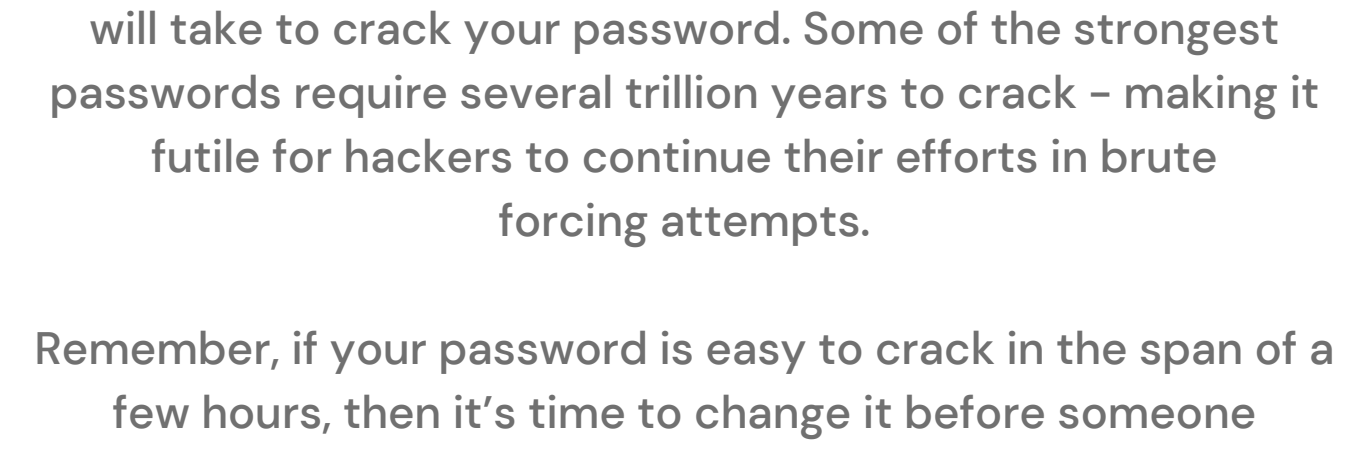 will take to crack your password. Some of the strongest
passwords require several trillion years to crack - making it
futile for hackers to continue their efforts in brute
forcing attempts.
Remember, if your password is easy to crack in the span of a
few hours, then it’s time to change it before someone